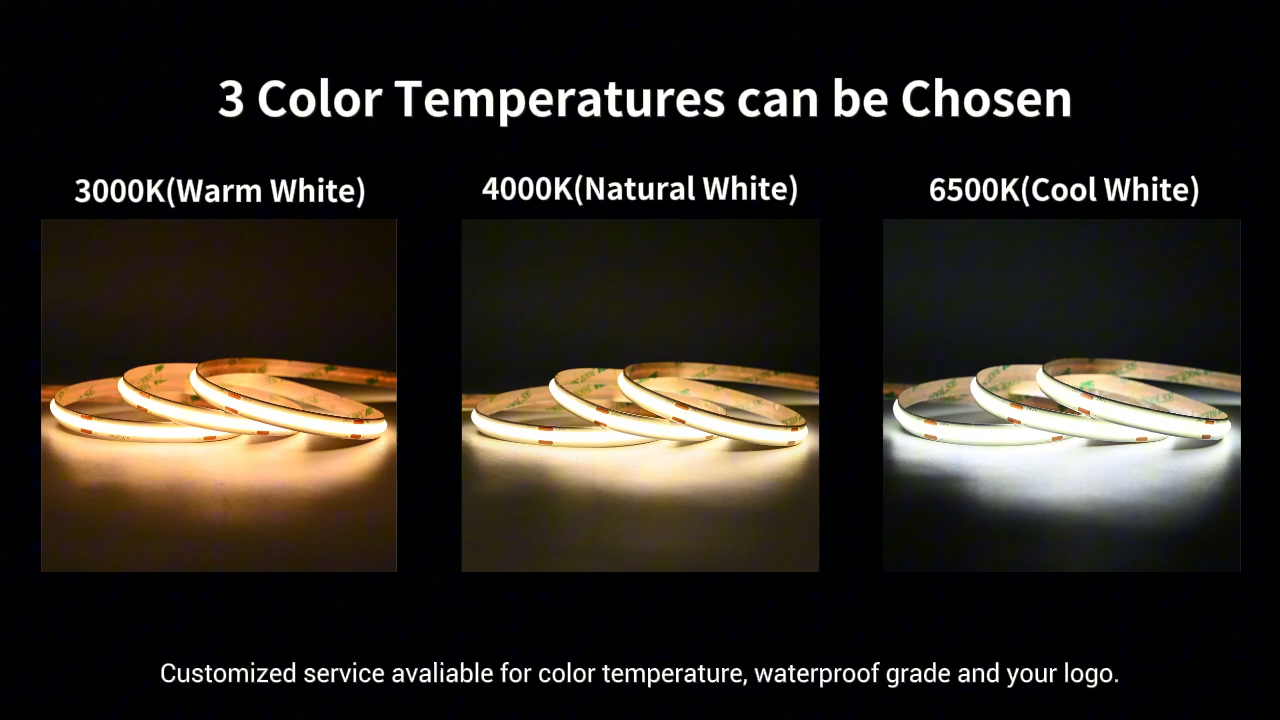 3 Color Temperatures can be Chosen
3000K(Warm White)
4000K(Natural White)
6500K(Cool White)
Customized service avaliable for color temperature, waterproof grade and your logo.